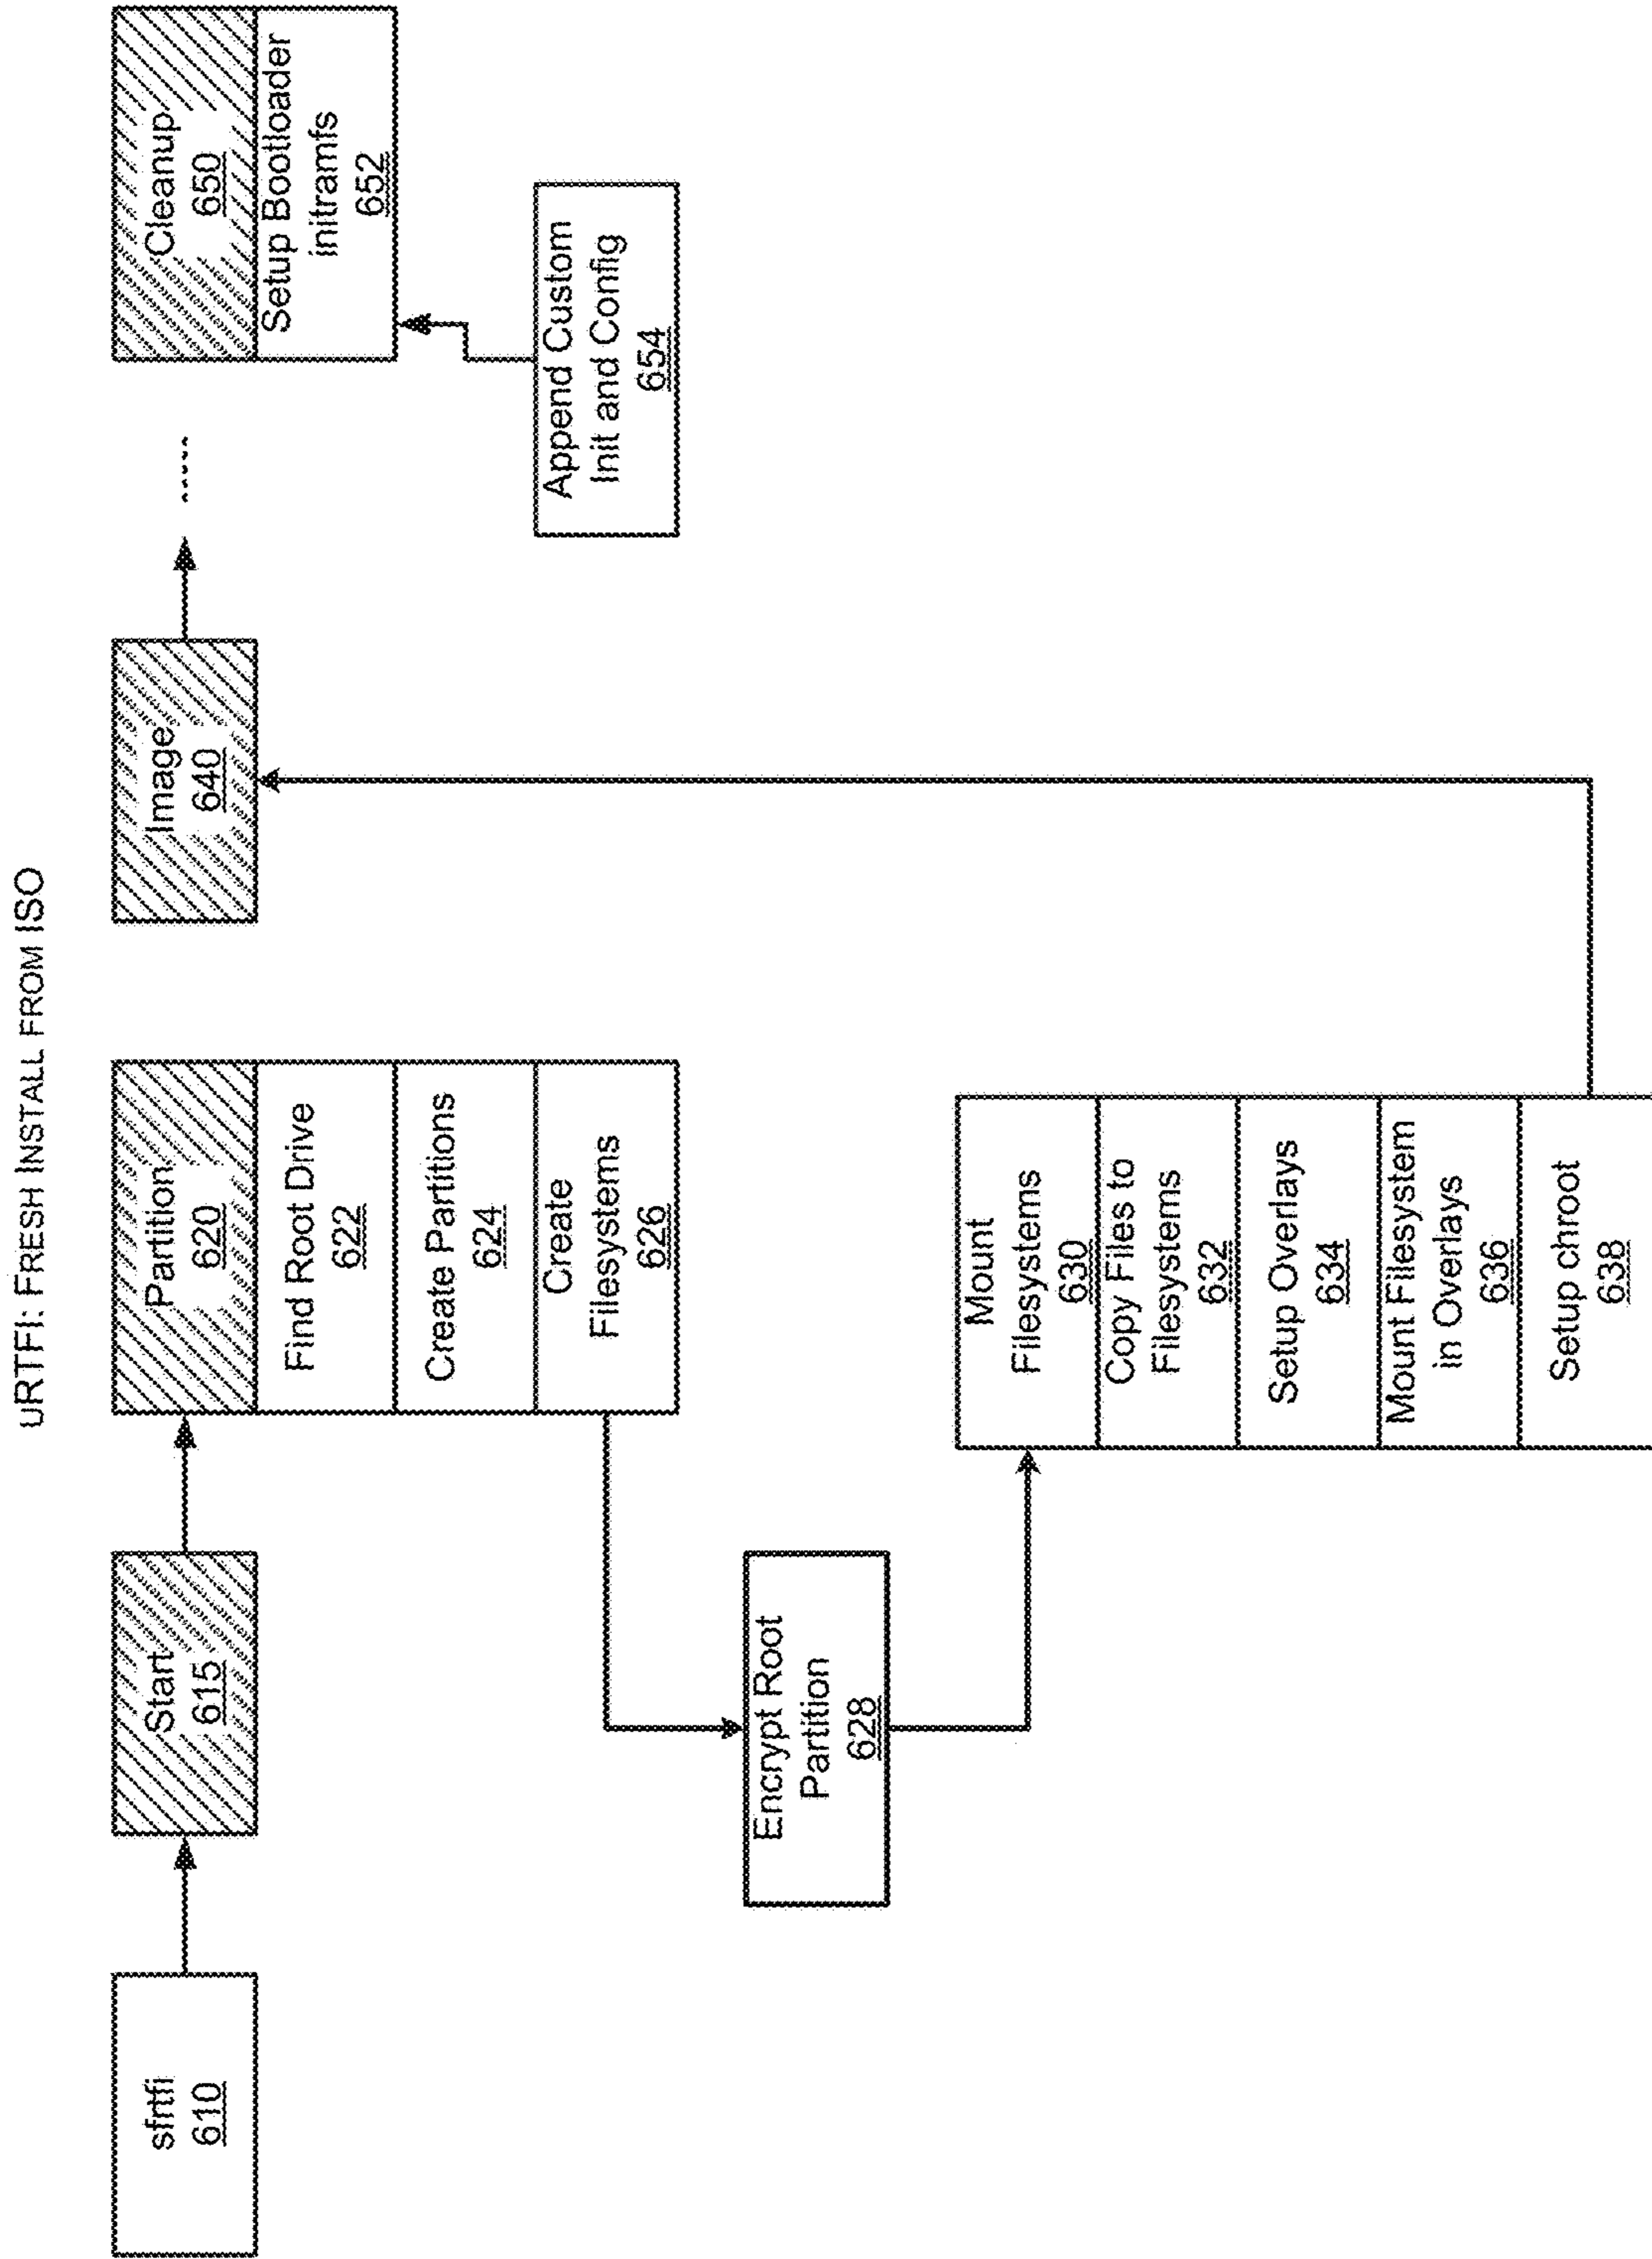 uRTFI: FRESH INSTALL FROM ISO
sfrtfi
610
Start
615
Partition
620
Find Root Drive
622
Create Partitions
624
Create
Filesystems
626
Encrypt Root
Partition
628
Mount
Filesystems
630
Copy Files to
Filesystems
632
Setup Overlays
634
Mount Filesystem
in Overlays
636
Setup chroot
638
Image
640
Cleanup
650
Setup Bootloader
initramfs
652
Append Custom
Init and Config
654